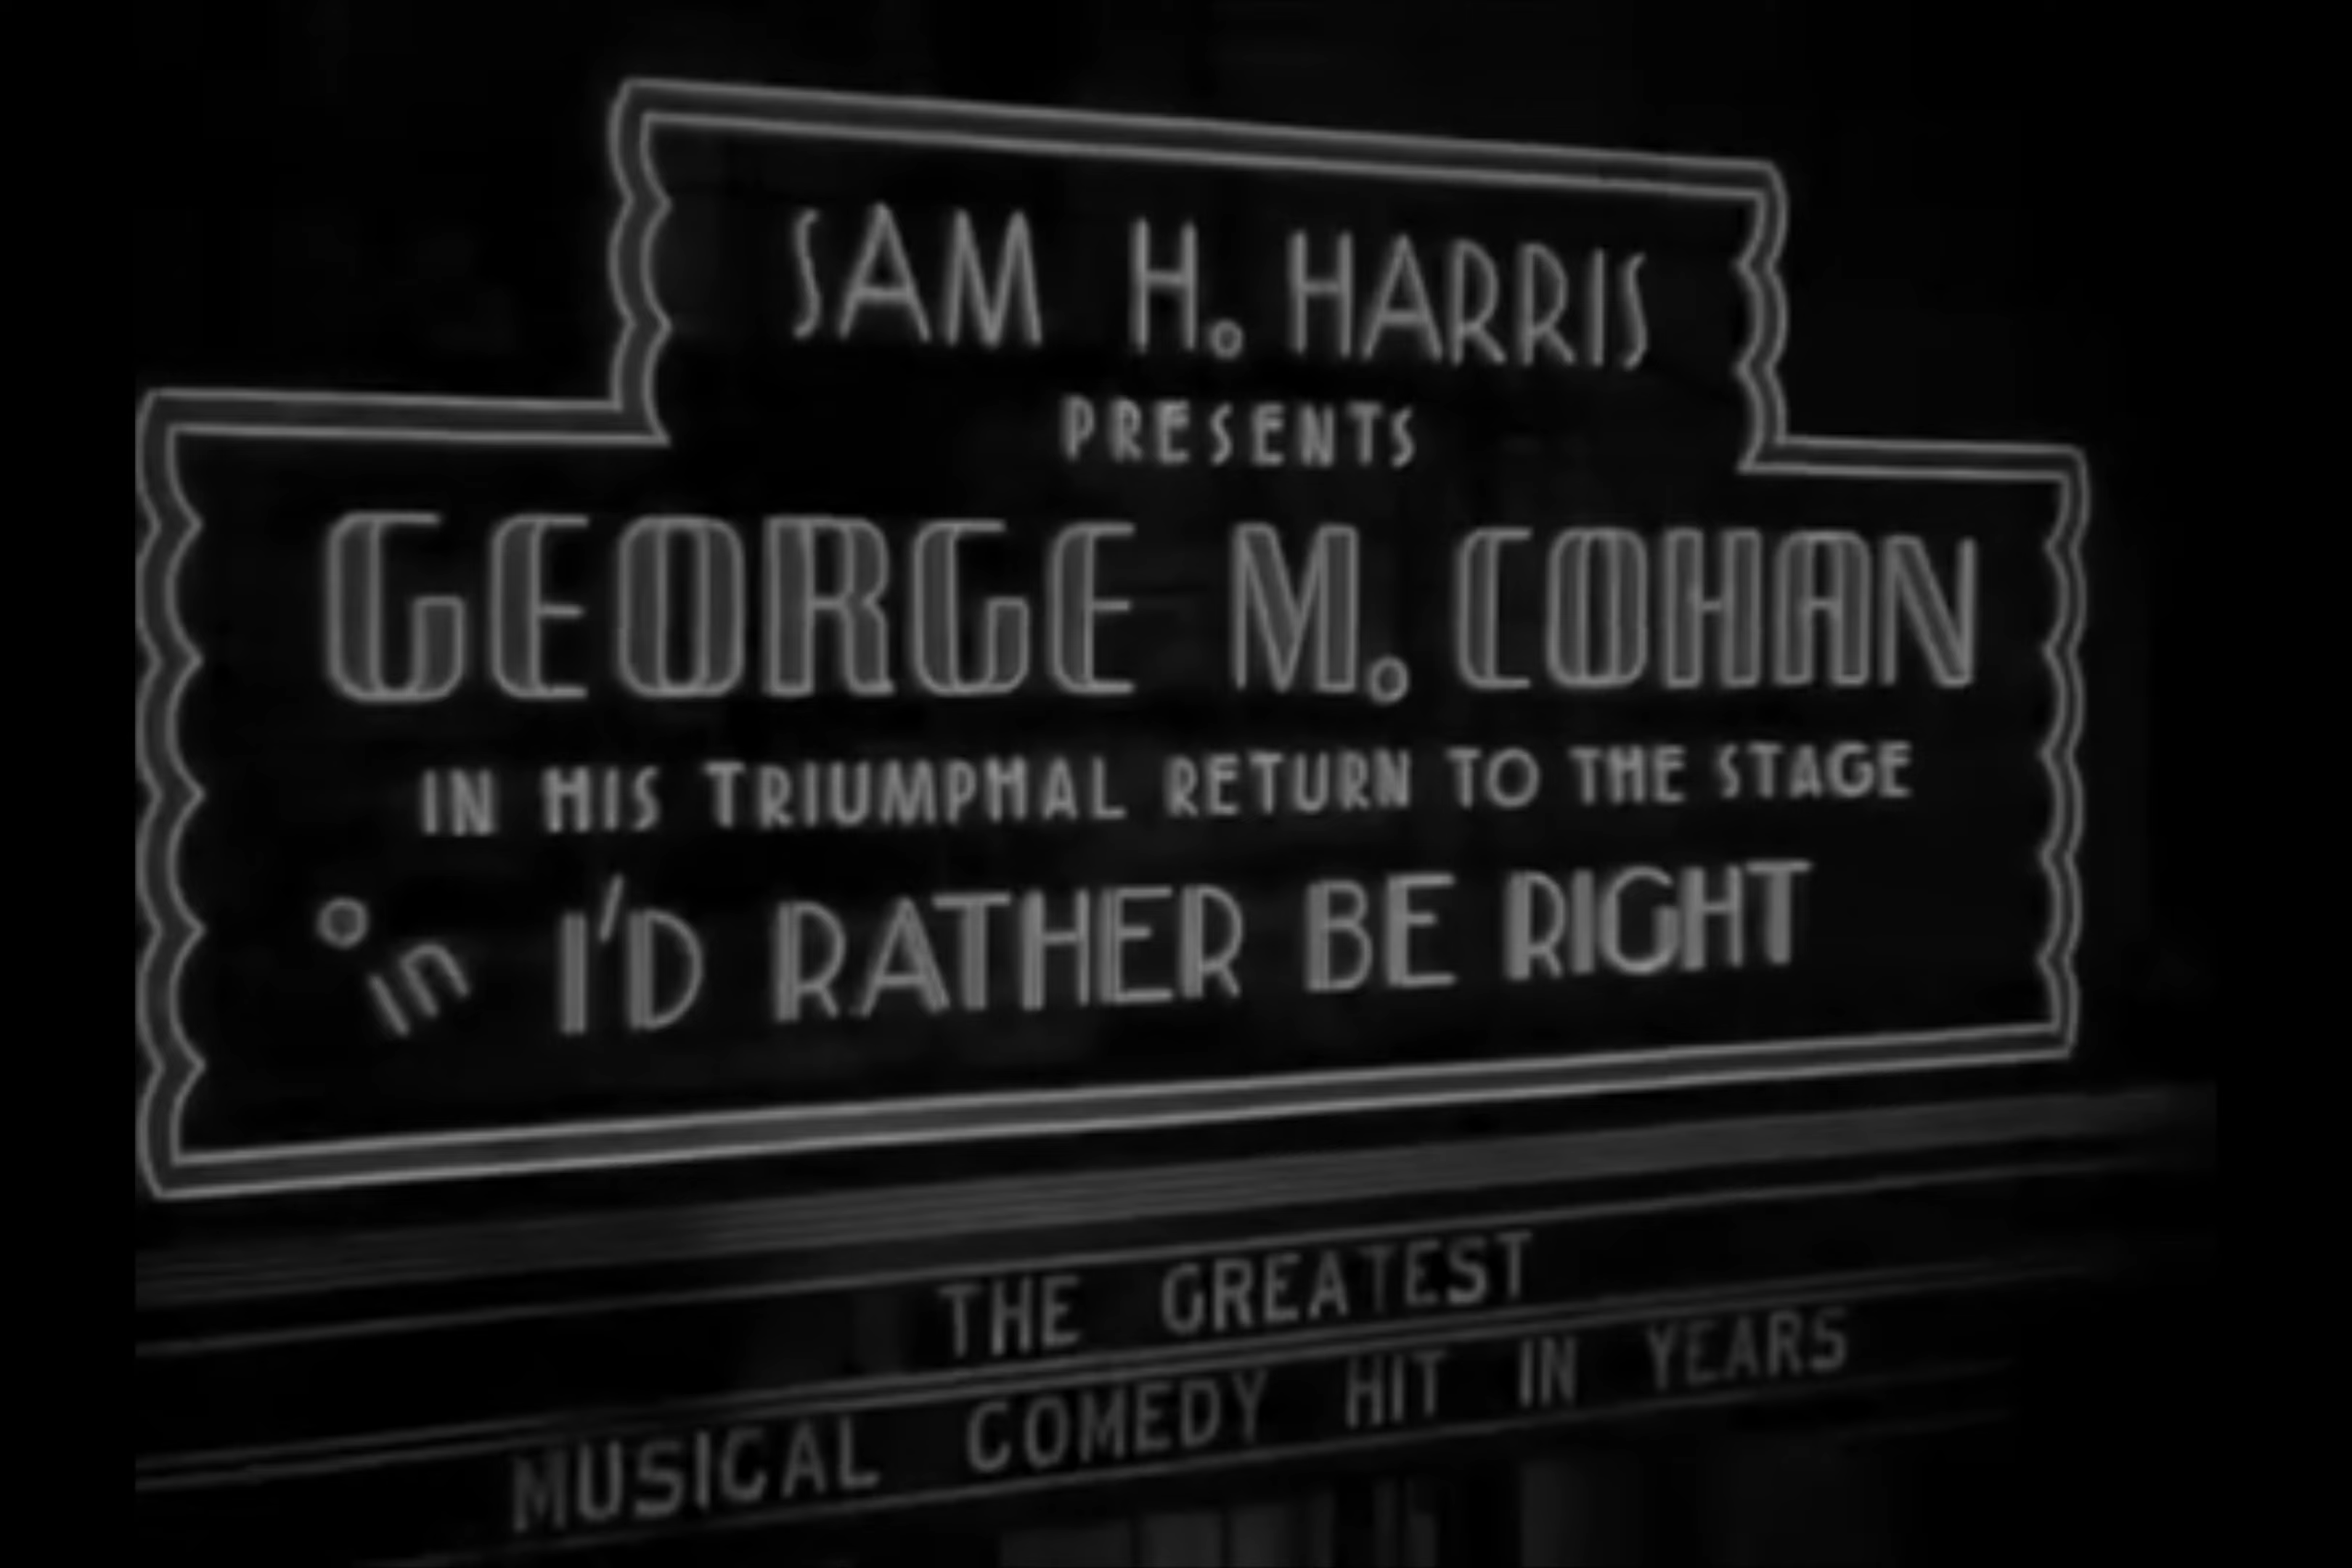 SAM H. HARRIS
PRESENTS
GEORGE M. COHAN
IN HIS TRIUMPHAL RETURN TO THE STAGE
in I'D RATHER BE RIGHT
THE GREATEST
MUSICAL COMEDY HIT IN YEARS